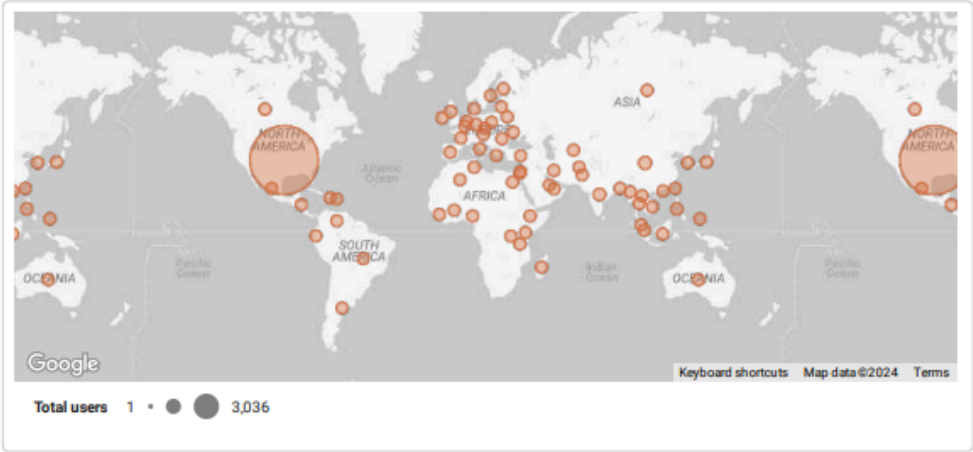 NORTH
AMERICA
Atlantic
Ocean
AFRICA
ASIA
NORTH
AMERICA
SOUTH
AMERICA
OCEANIA
Pacific
Ocean
Indian
Ocean
OCEANIA
Pacific
Ocean
Google
Keyboard shortcuts Map data ©2024 Terms
Total users 1 3,036